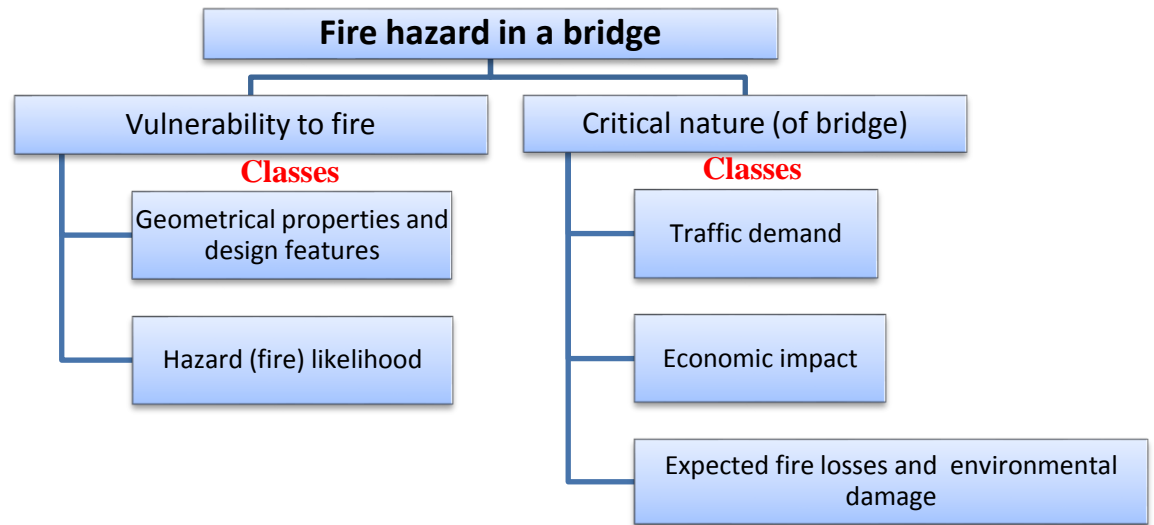 Fire hazard in a bridge
Vulnerability to fire
Classes
Geometrical properties and
design features
Hazard (fire) likelihood
Critical nature (of bridge)
Classes
Traffic demand
Economic impact
Expected fire losses and environmental
damage